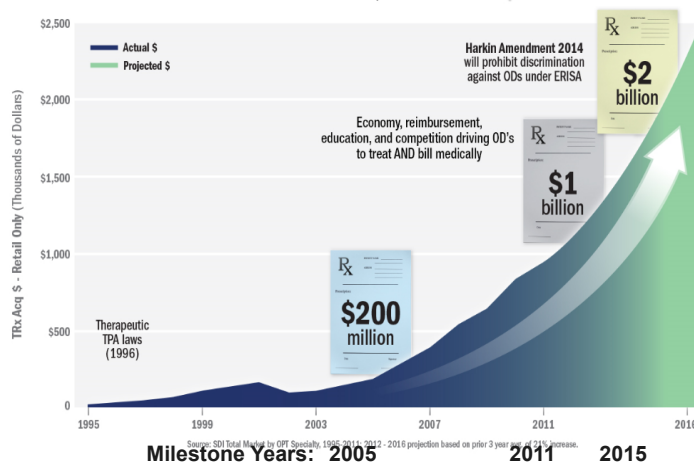 $2,500
$2,000
$1,500
$1,000
$500
0
TRx Acq $ - Retail Only (Thousands of Dollars)
Actual $
Projected $
Harkin Amendment 2014
will prohibit discrimination
against ODs under ERISA
Economy, reimbursement,
education, and competition driving OD's
to treat AND bill medically
Therapeutic
TPA laws
(1996)
Rx
$200
million
Rx
$1
billion
Rx
$2
billion
1995
1999
2003
2007
2011
2016
Source: SDI Total Market by OPT Specialty, 1995-2011; 2012 - 2016 projection based on prior 3 year avg. of 21% increase.
Milestone Years: 2005 2011 2015